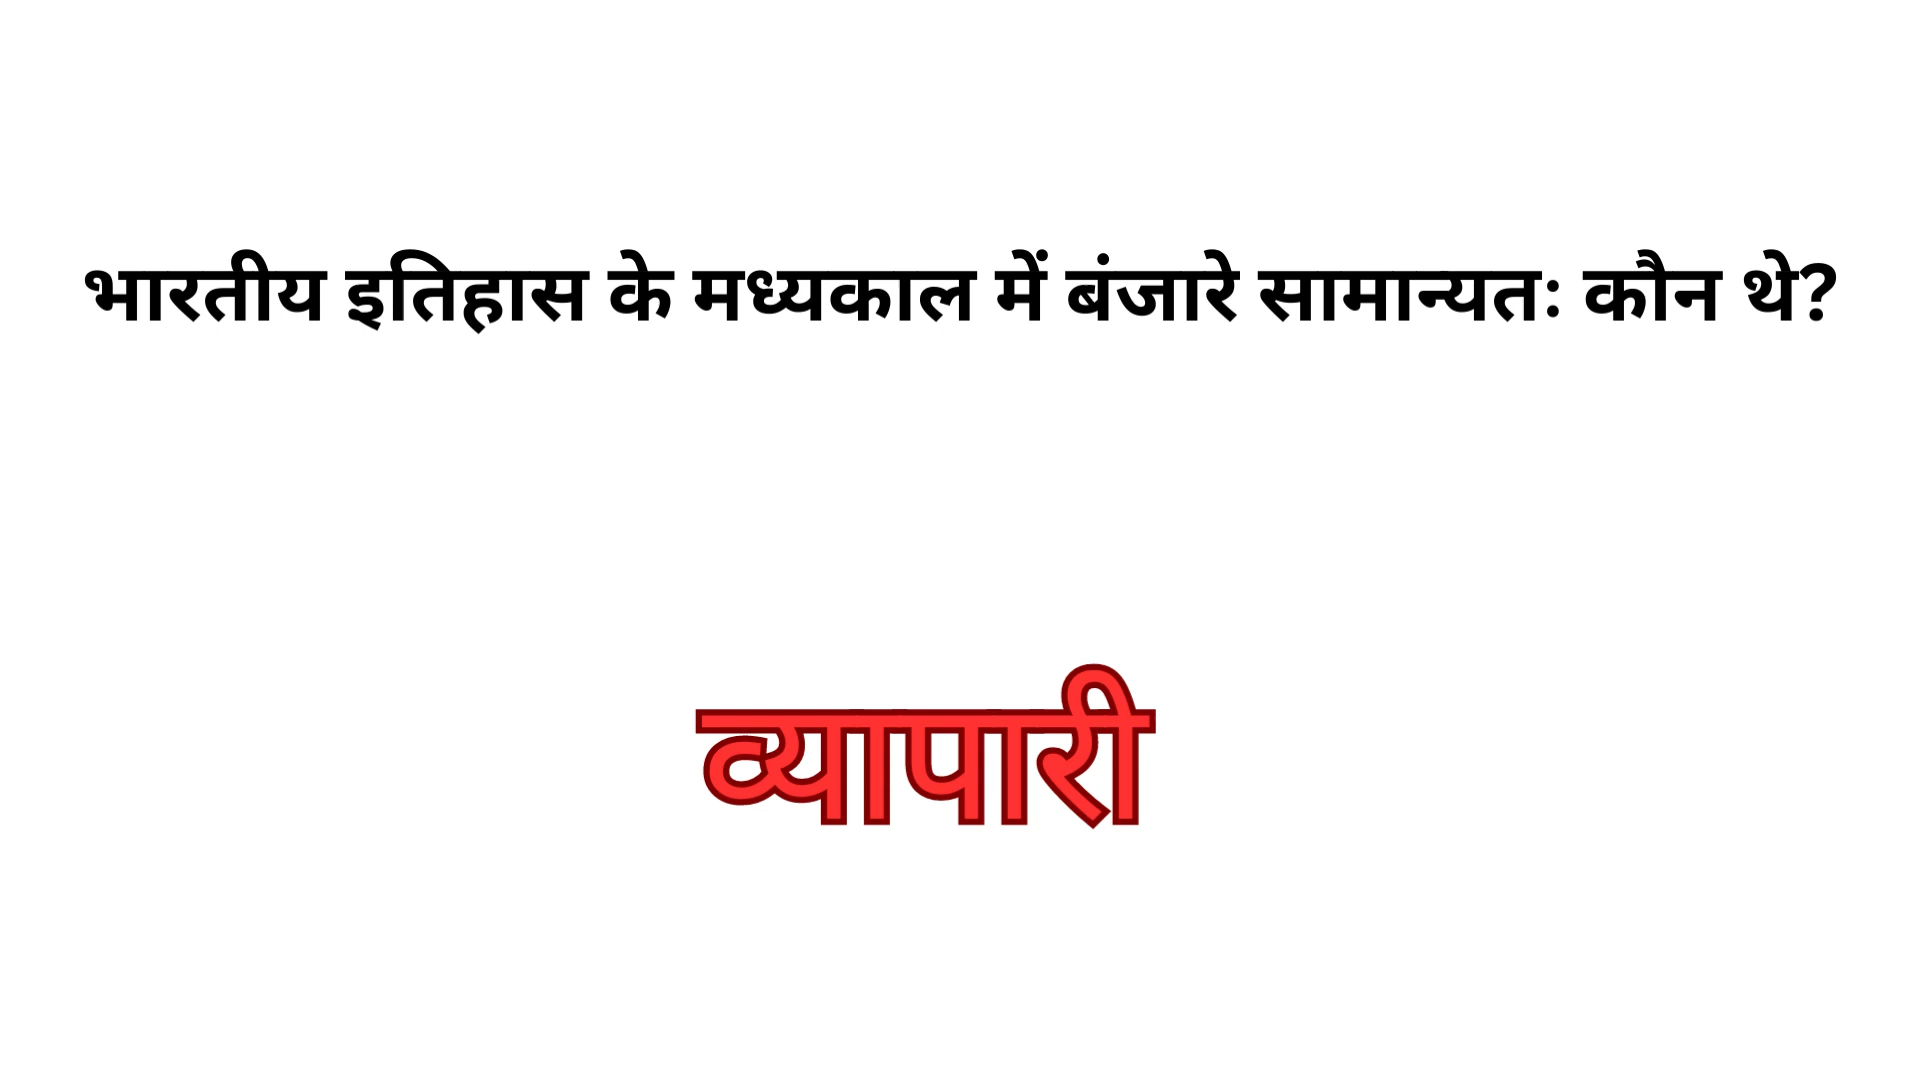 भारतीय इतिहास के मध्यकाल में बंजारे सामान्यतः कौन थे?
व्यापारी